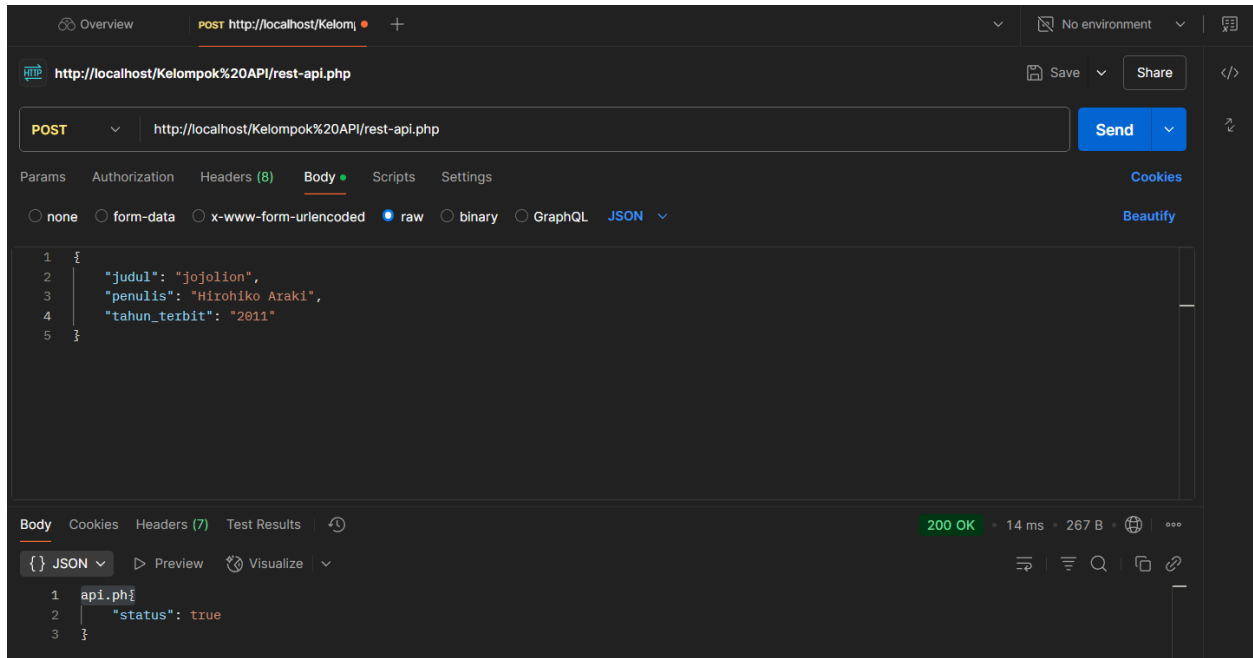 Overview POST http://localhost/Kelom + No environment
HTTP http://localhost/Kelompok%20API/rest-api.php Save Share </>
POST http://localhost/Kelompok%20API/rest-api.php Send
Params Authorization Headers (8) Body Scripts Settings Cookies
none form-data x-www-form-urlencoded raw binary GraphQL JSON Beautify
1 {
2 "judul": "jojolion",
3 "penulis": "Hirohiko Araki",
4 "tahun_terbit": "2011"
5 }
Body Cookies Headers (7) Test Results 200 OK • 14 ms • 267 B
{} JSON Preview Visualize
1 api.ph{
2 "status": true
3 }